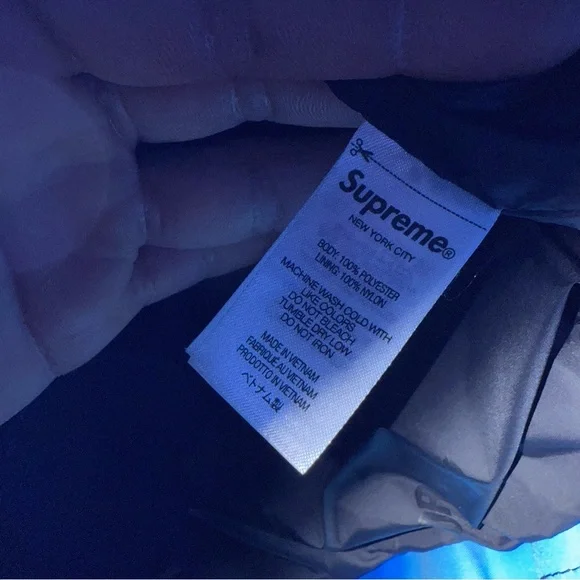 Supreme®
NEW YORK CITY
BODY: 100% POLYESTER
LINING: 100% NYLON
MACHINE WASH COLD WITH
LIKE COLORS
DO NOT BLEACH
TUMBLE DRY LOW
DO NOT IRON
MADE IN VIETNAM
FABRIQUÉ AU VIETNAM
PRODOTTO IN VIETNAM
ベトナム製